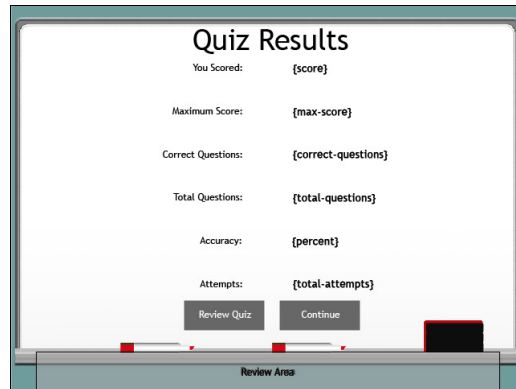 Quiz Results
You Scored: {score}
Maximum Score: {max-score}
Correct Questions: {correct-questions}
Total Questions: {total-questions}
Accuracy: {percent}
Attempts: {total-attempts}
Review Quiz Continue
Review Area